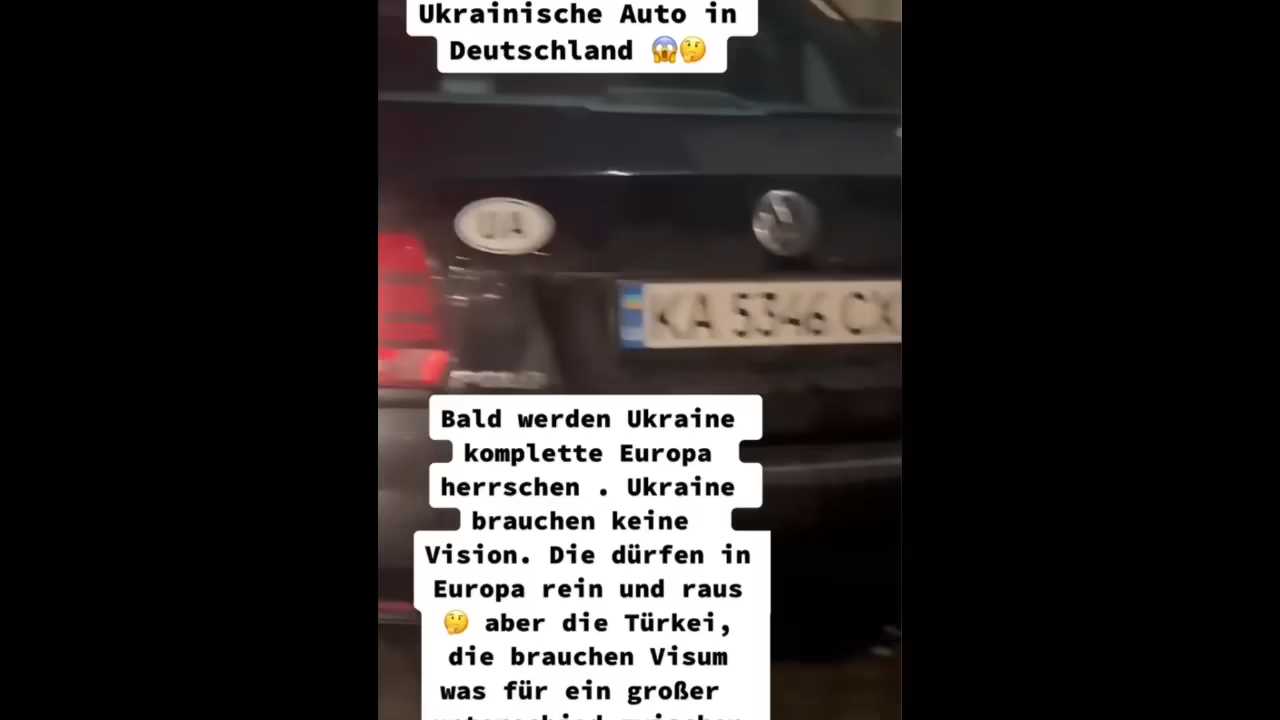 Ukrainische Auto in
Deutschland 😱🤔
UA
KA 5346 CX
Bald werden Ukraine
komplette Europa
herrschen . Ukraine
brauchen keine
Vision. Die dürfen in
Europa rein und raus
🤔 aber die Türkei,
die brauchen Visum
was für ein großer